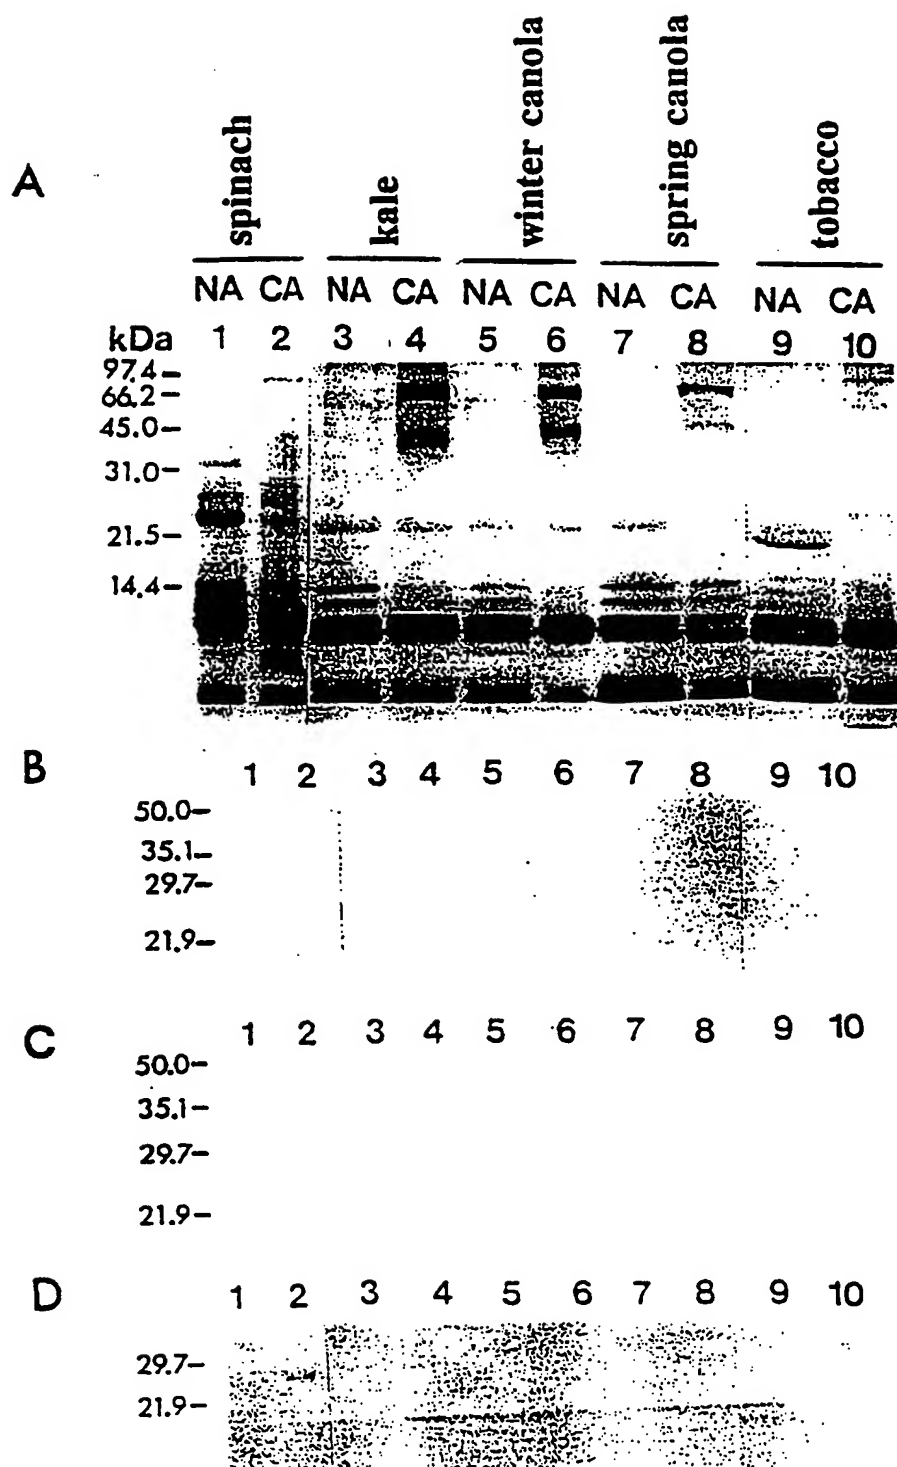 A
spinach
kale
winter canola
spring canola
tobacco
NA CA NA CA NA CA NA CA NA CA
kDa 1 2 3 4 5 6 7 8 9 10
97.4-
66.2-
45.0-
31.0-
21.5-
14.4-
B
1 2 3 4 5 6 7 8 9 10
50.0-
35.1-
29.7-
21.9-
C
1 2 3 4 5 6 7 8 9 10
50.0-
35.1-
29.7-
21.9-
D
1 2 3 4 5 6 7 8 9 10
29.7-
21.9-